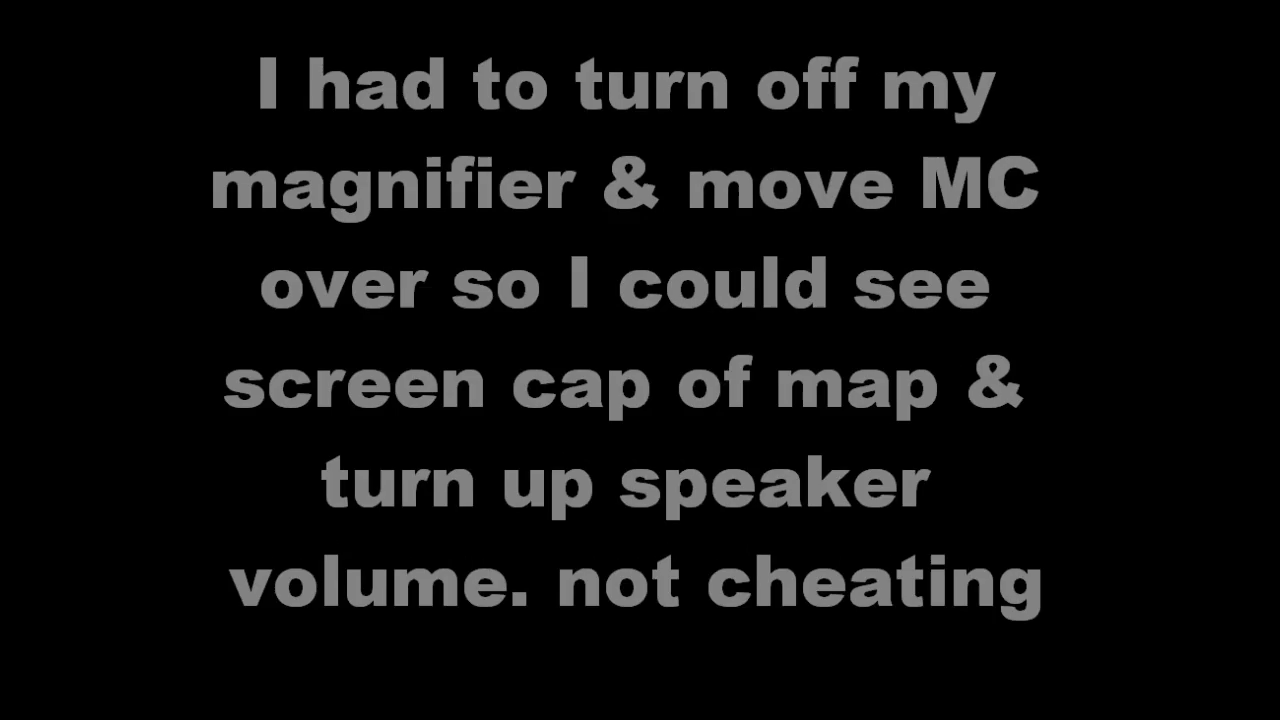 I had to turn off my
magnifier & move MC
over so I could see
screen cap of map &
turn up speaker
volume. not cheating